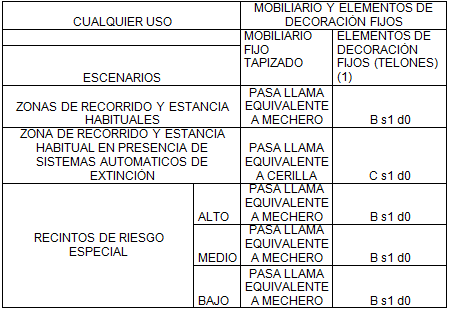 CUALQUIER USO
MOBILIARIO Y ELEMENTOS DE
DECORACIÓN FIJOS
ESCENARIOS
MOBILIARIO
FIJO
TAPIZADO
ELEMENTOS DE
DECORACIÓN
FIJOS (TELONES)
(1)
ZONAS DE RECORRIDO Y ESTANCIA
HABITUALES
PASA LLAMA
EQUIVALENTE
A MECHERO
B s1 d0
ZONA DE RECORRIDO Y ESTANCIA
HABITUAL EN PRESENCIA DE
SISTEMAS AUTOMATICOS DE
EXTINCIÓN
PASA LLAMA
EQUIVALENTE
A CERILLA
C s1 d0
RECINTOS DE RIESGO
ESPECIAL
ALTO
PASA LLAMA
EQUIVALENTE
A MECHERO
B s1 d0
MEDIO
PASA LLAMA
EQUIVALENTE
A MECHERO
B s1 d0
BAJO
PASA LLAMA
EQUIVALENTE
A MECHERO
B s1 d0